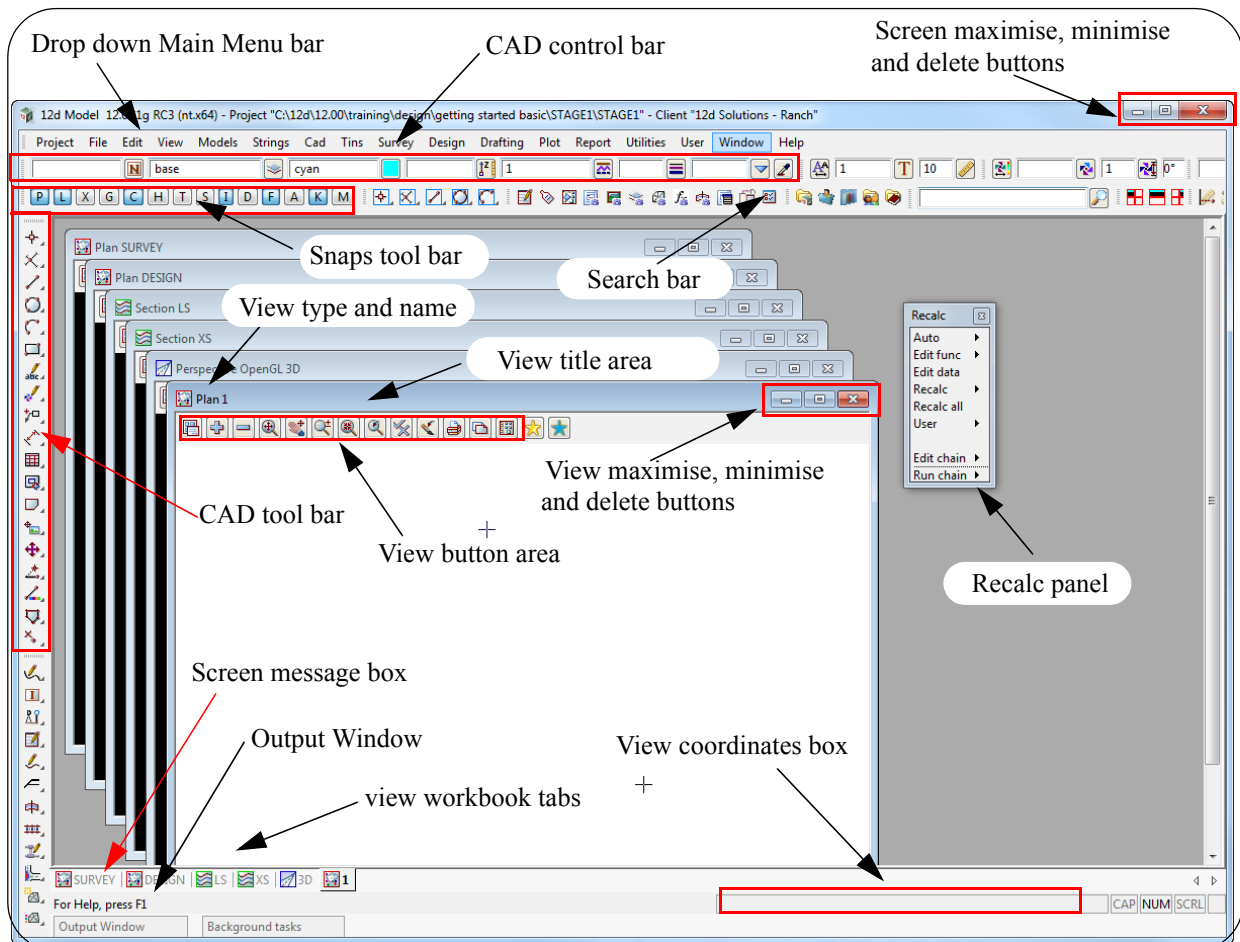 Drop down Main Menu bar
CAD control bar
Screen maximise, minimise
and delete buttons
12d Model 12. 1g RC3 (nt.x64) - Project "C:\12d\12.00\training\design\getting started basic\STAGE1\STAGE1" - Client "12d Solutions - Ranch"
Project File Edit View Models Strings Cad Tins Survey Design Drafting Plot Report Utilities User Window Help
N base cyan 1 1 T 10 1 0°
P L X G C H T S I D F A K M
Snaps tool bar
Search bar
Plan SURVEY
Plan DESIGN
Section LS
View type and name
Section XS
View title area
Perspective OpenGL 3D
Plan 1
Recalc
Auto
Edit func
Edit data
Recalc
Recalc all
User
Edit chain
Run chain
abc
View maximise, minimise
and delete buttons
CAD tool bar
View button area
Recalc panel
Screen message box
Output Window
View coordinates box
view workbook tabs
SURVEY DESIGN LS XS 3D 1
For Help, press F1
CAP NUM SCRL
Output Window Background tasks